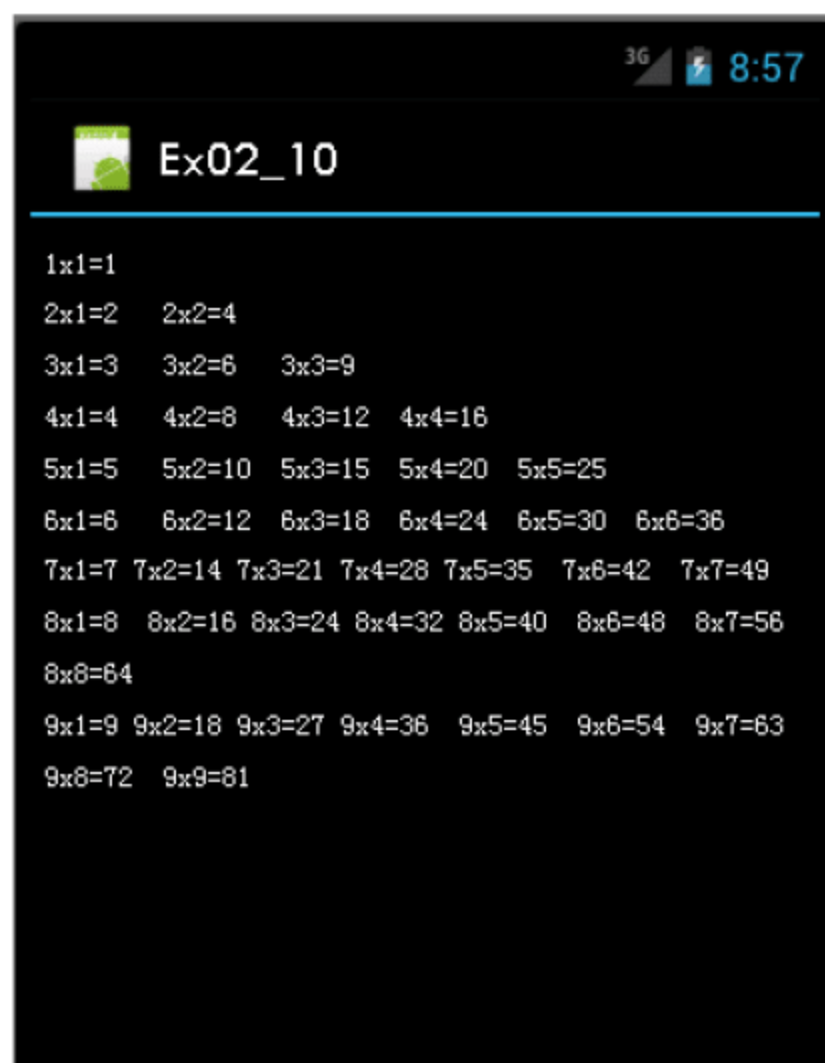 3G 8:57
Ex02_10
1x1=1
2x1=2 2x2=4
3x1=3 3x2=6 3x3=9
4x1=4 4x2=8 4x3=12 4x4=16
5x1=5 5x2=10 5x3=15 5x4=20 5x5=25
6x1=6 6x2=12 6x3=18 6x4=24 6x5=30 6x6=36
7x1=7 7x2=14 7x3=21 7x4=28 7x5=35 7x6=42 7x7=49
8x1=8 8x2=16 8x3=24 8x4=32 8x5=40 8x6=48 8x7=56
8x8=64
9x1=9 9x2=18 9x3=27 9x4=36 9x5=45 9x6=54 9x7=63
9x8=72 9x9=81